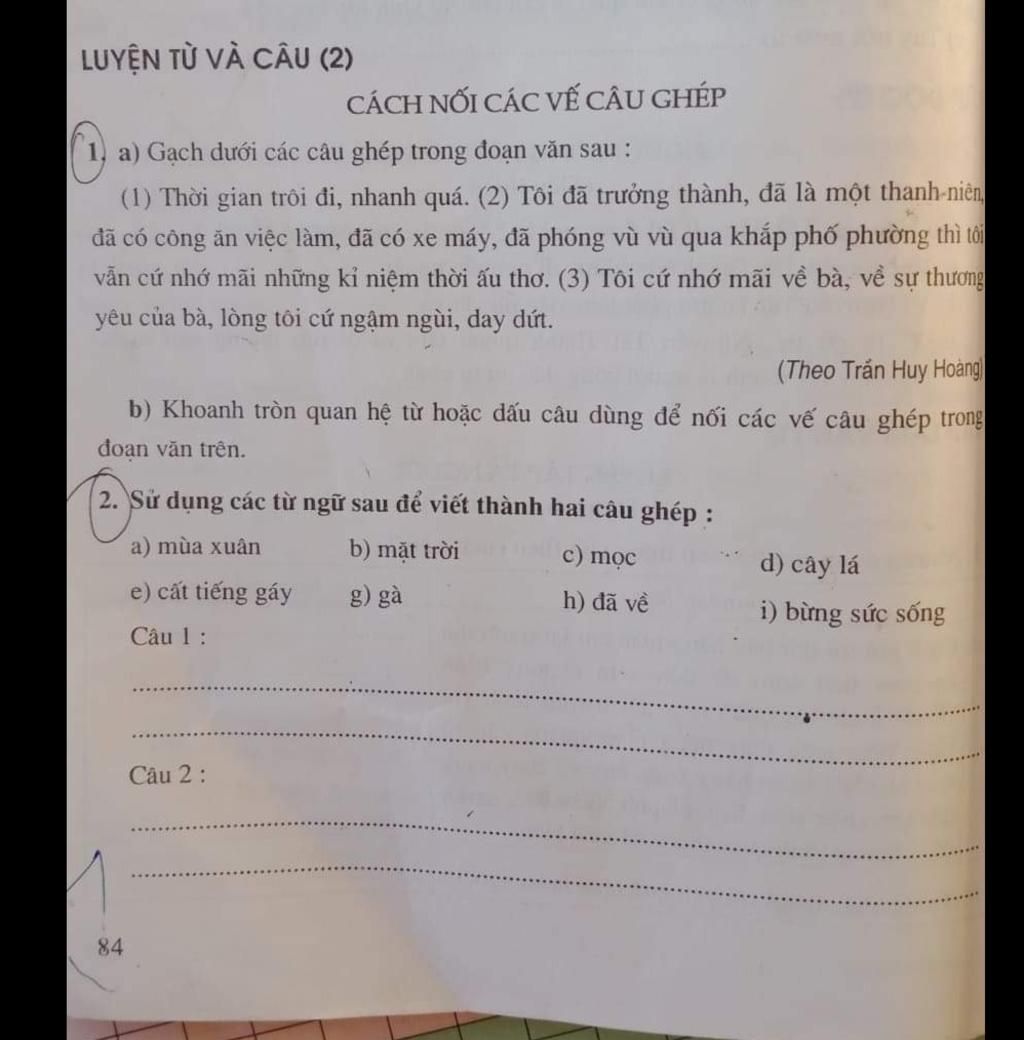 LUYỆN TỪ VÀ CÂU (2)
CÁCH NỐI CÁC VẾ CÂU GHÉP
1. a) Gạch dưới các câu ghép trong đoạn văn sau :
(1) Thời gian trôi đi, nhanh quá. (2) Tôi đã trưởng thành, đã là một thanh niên,
đã có công ăn việc làm, đã có xe máy, đã phóng vù vù qua khắp phố phường thì tôi
vẫn cứ nhớ mãi những kỉ niệm thời ấu thơ. (3) Tôi cứ nhớ mãi về bà, về sự thương
yêu của bà, lòng tôi cứ ngậm ngùi, day dứt.
(Theo Trần Huy Hoàng)
b) Khoanh tròn quan hệ từ hoặc dấu câu dùng để nối các vế câu ghép trong
đoạn văn trên.
2. Sử dụng các từ ngữ sau để viết thành hai câu ghép :
a) mùa xuân b) mặt trời c) mọc d) cây lá
e) cất tiếng gáy g) gà h) đã về i) bừng sức sống
Câu 1 :
Câu 2 :
84